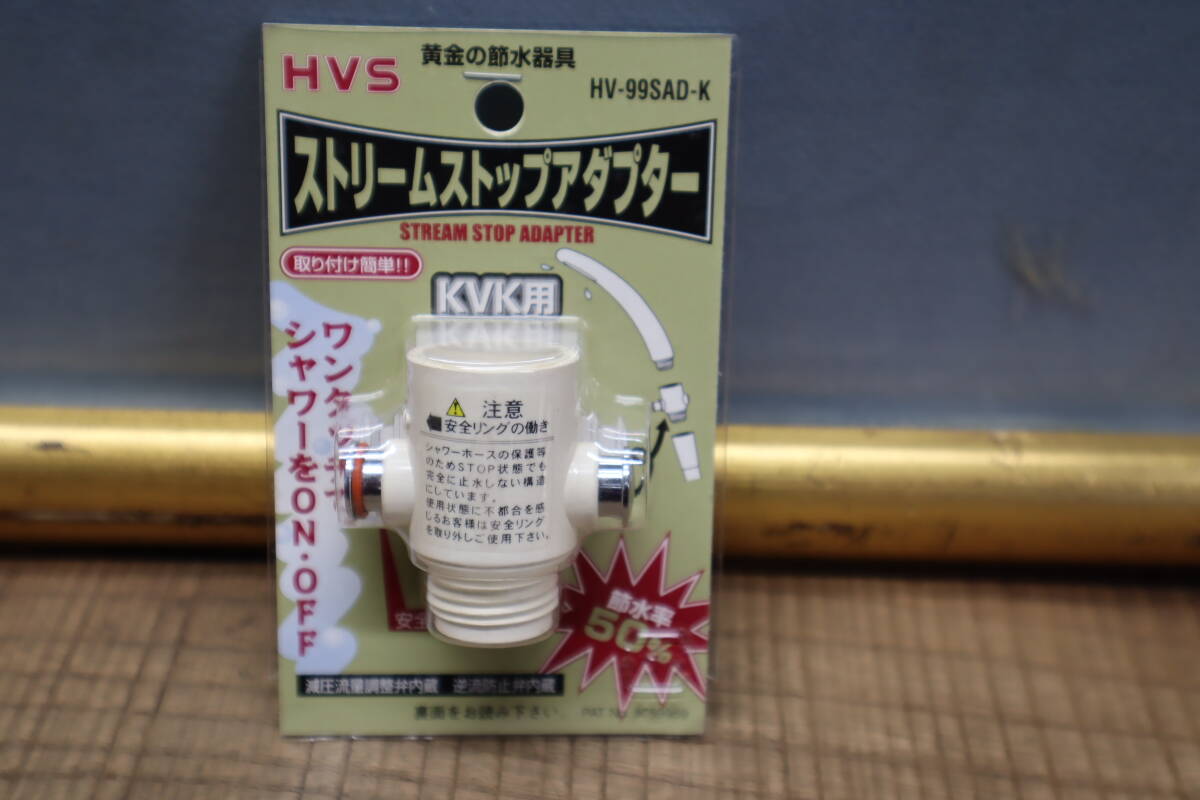 黄金の節水器具
HVS
HV-99SAD-K
ストリームストップアダプター
STREAM STOP ADAPTER
取り付け簡単!!
KVK用
ワンタッチで
シャワーをON・OFF
注意
安全リングの働き
シャワーホースの保護等
のためSTOP状態でも
完全に止水しない構造
にしています。
使用状態に不都合を感
じるお客様は安全リング
を取り外しご使用下さい。
安全
節水率
50%
減圧流量調整弁内蔵 逆流防止弁内蔵
裏面をお読み下さい。